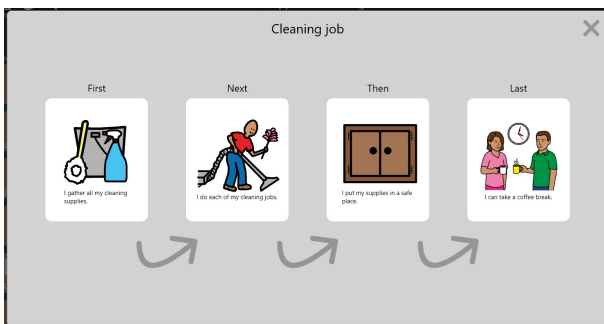 Cleaning job
First
Next
Then
Last
I gather all my cleaning
supplies.
I do each of my cleaning jobs.
I put my supplies in a safe
place.
I can take a coffee break.